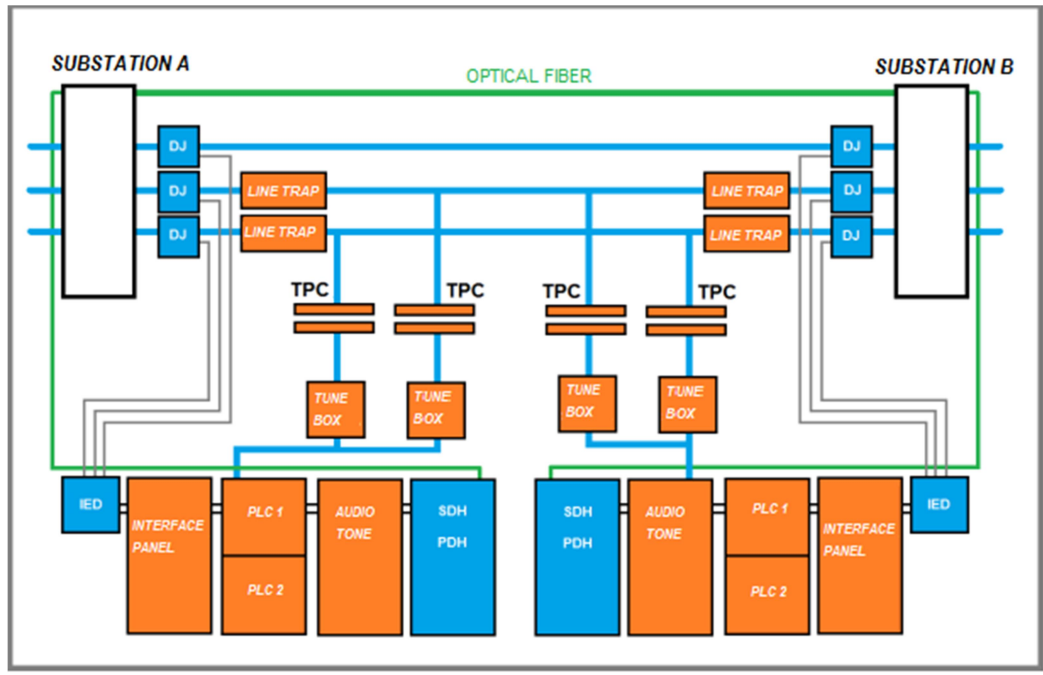 SUBSTATION A
OPTICAL FIBER
SUBSTATION B
DJ
DJ
DJ
DJ
DJ
DJ
LINE TRAP
LINE TRAP
LINE TRAP
LINE TRAP
TPC
TPC
TPC
TPC
TUNE
BOX
TUNE
BOX
TUNE
BOX
TUNE
BOX
IED
INTERFACE
PANEL
PLC 1
PLC 2
AUDIO
TONE
SDH
PDH
SDH
PDH
AUDIO
TONE
PLC 1
PLC 2
INTERFACE
PANEL
IED